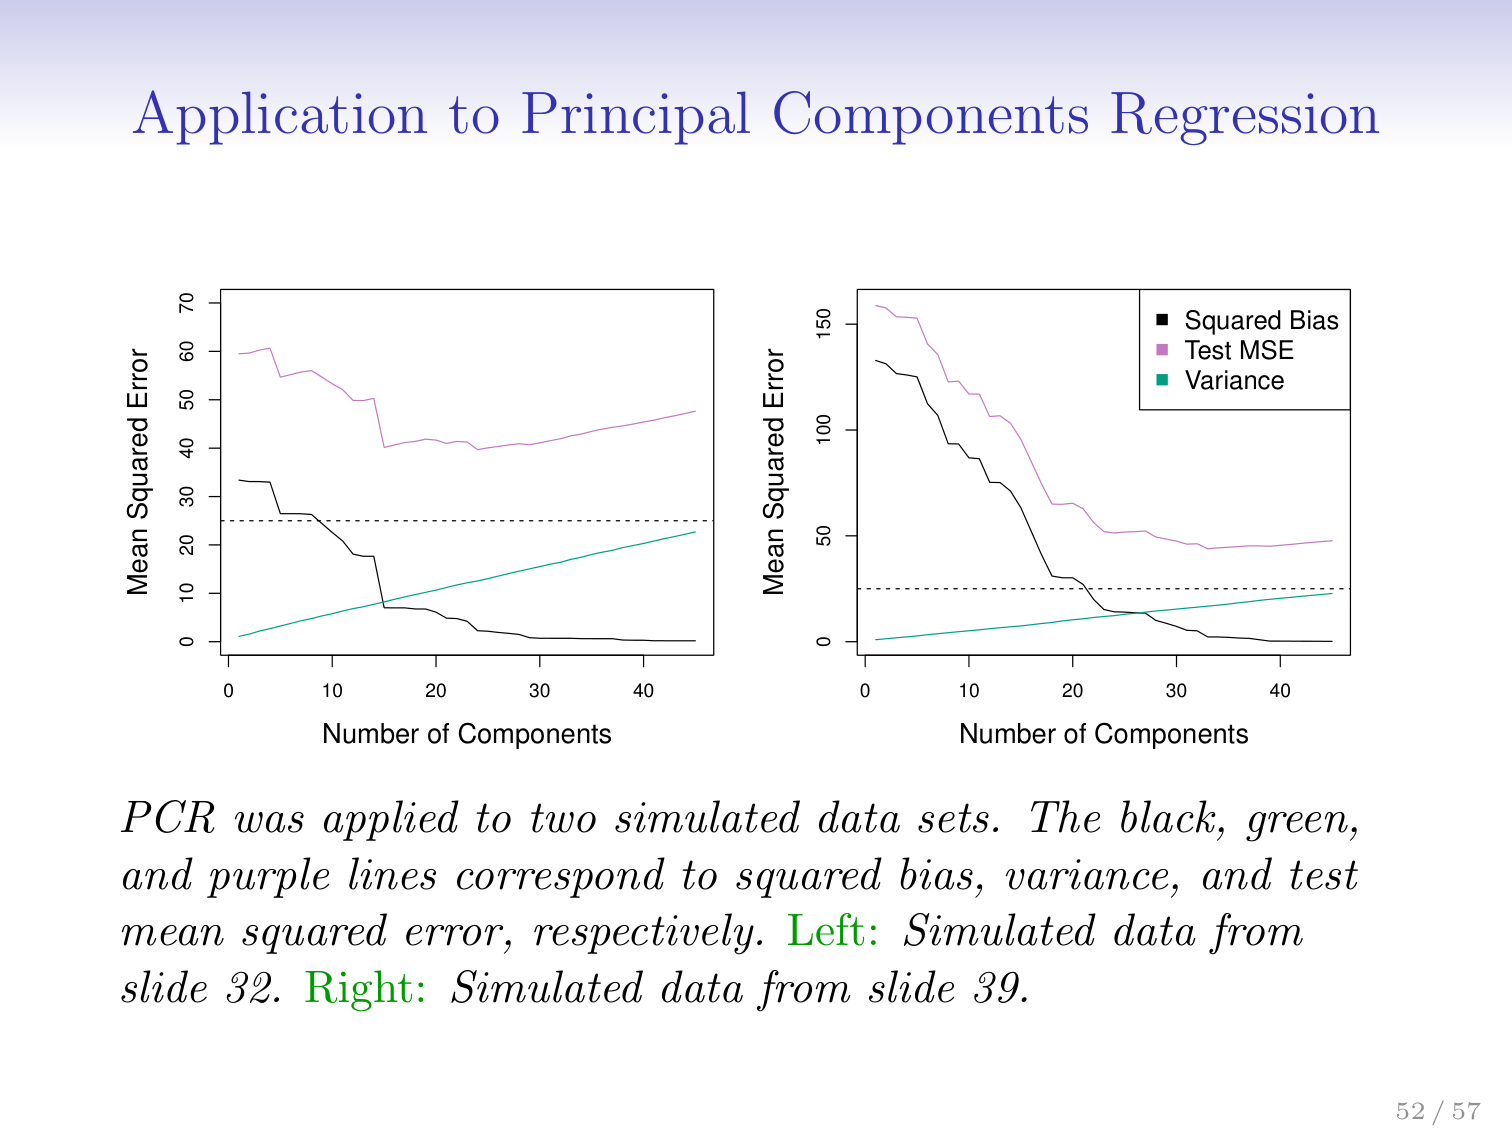 Application to Principal Components Regression
Mean Squared Error
0 10 20 30 40 50 60 70
0 10 20 30 40
Number of Components
Mean Squared Error
0 50 100 150
0 10 20 30 40
Number of Components
Squared Bias
Test MSE
Variance
PCR was applied to two simulated data sets. The black, green,
and purple lines correspond to squared bias, variance, and test
mean squared error, respectively. Left: Simulated data from
slide 32. Right: Simulated data from slide 39.
52 / 57